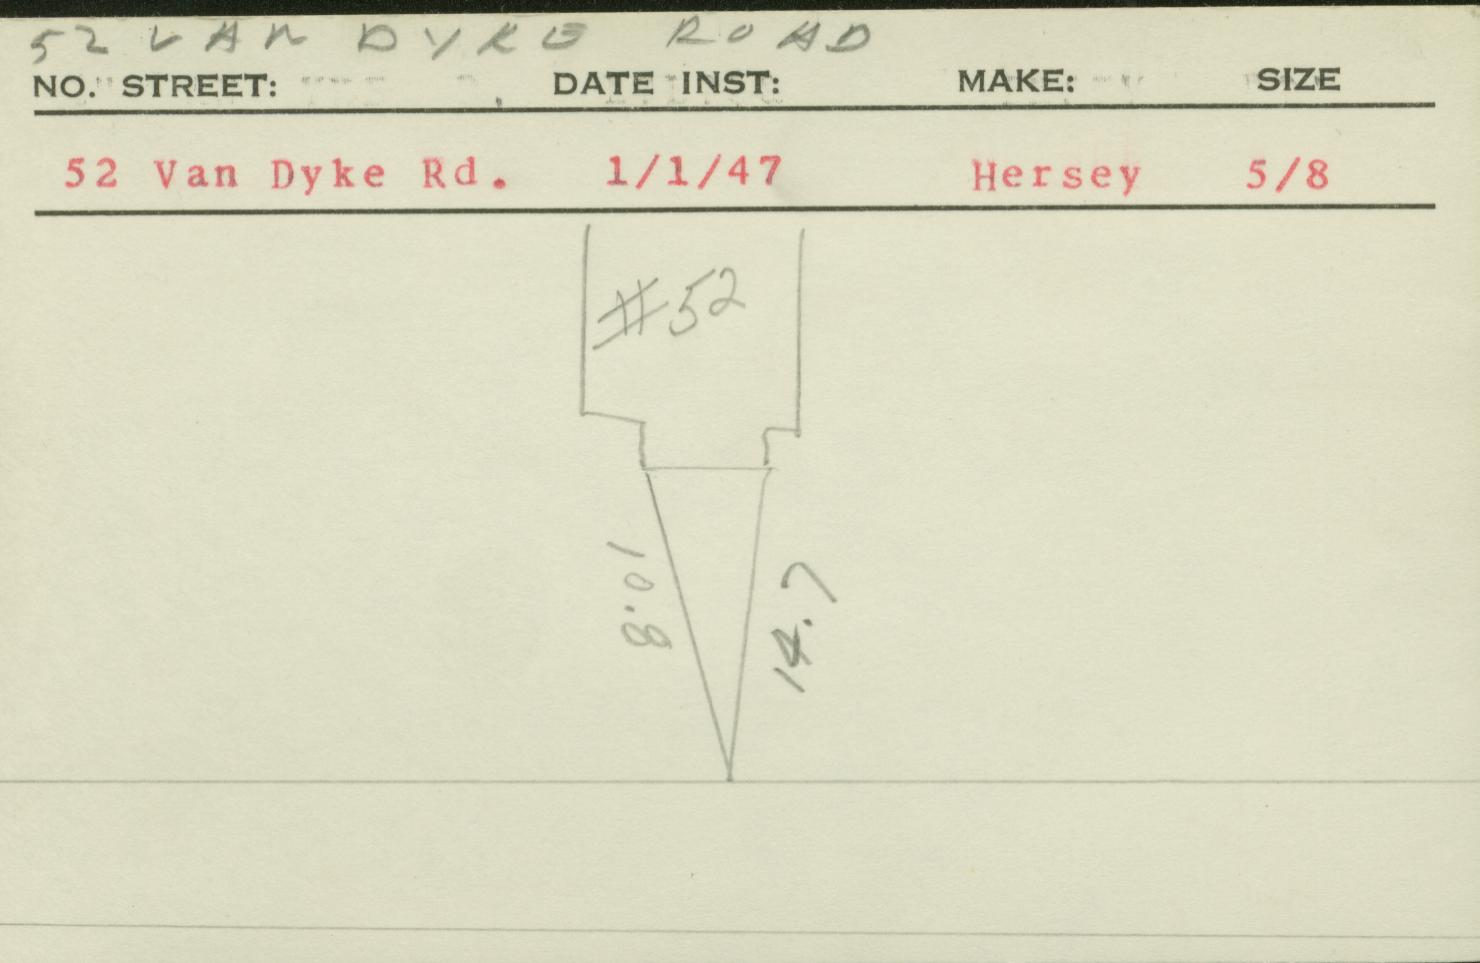 52 VAN DYKE ROAD
NO. STREET: DATE INST: MAKE: SIZE
52 Van Dyke Rd. 1/1/47 Hersey 5/8
#52
10.8
14.7